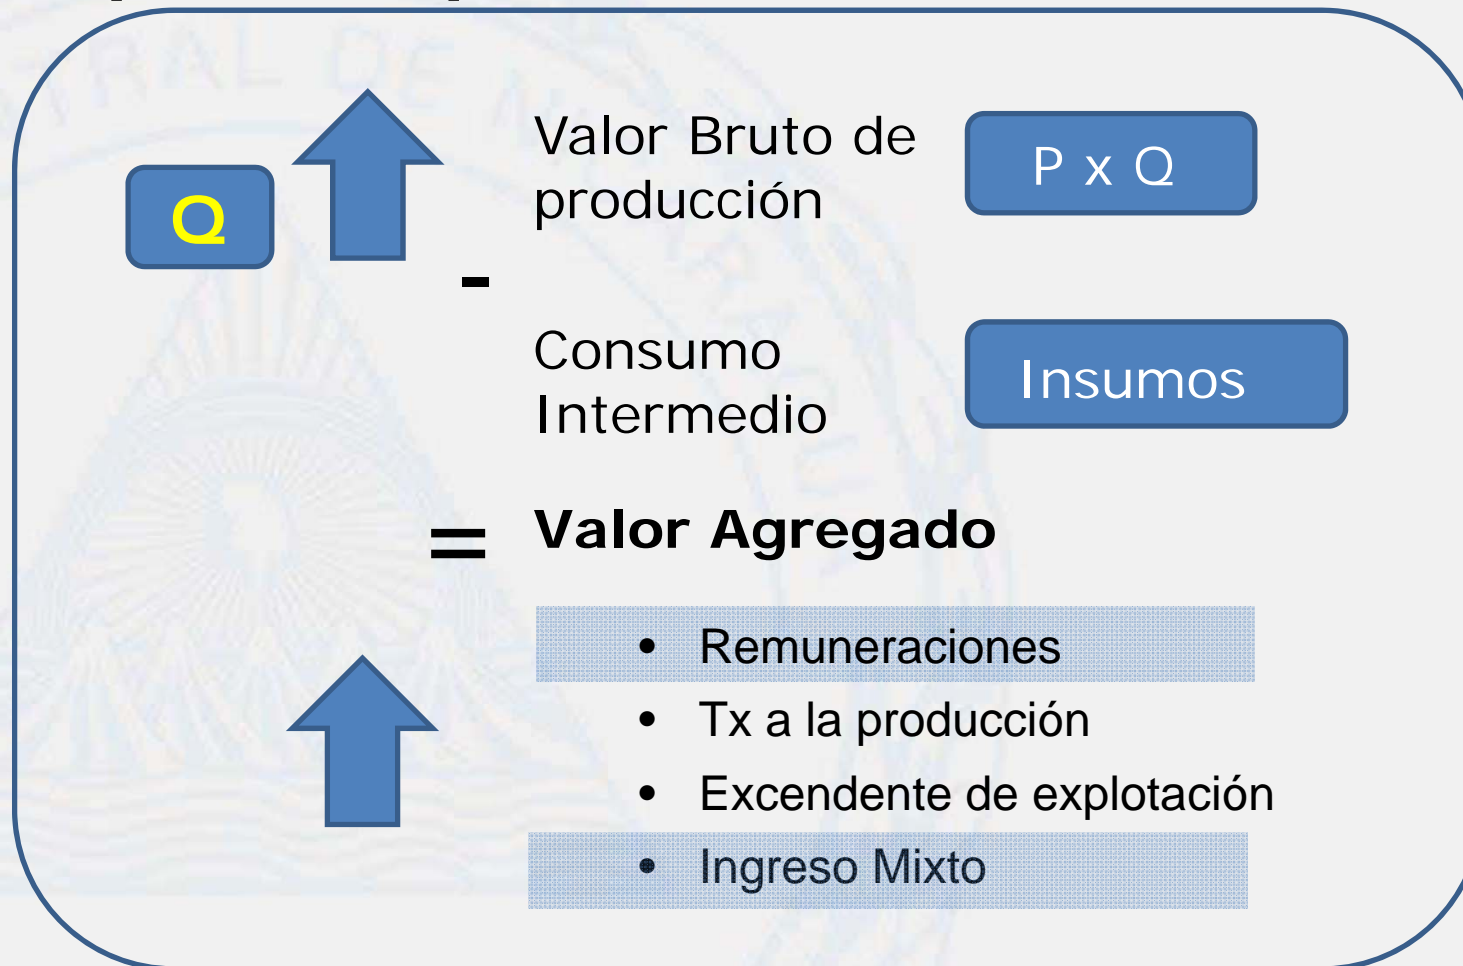 Q
Valor Bruto de
producción
P x Q
-
Consumo
Intermedio
Insumos
= Valor Agregado
• Remuneraciones
• Tx a la producción
• Excendente de explotación
• Ingreso Mixto